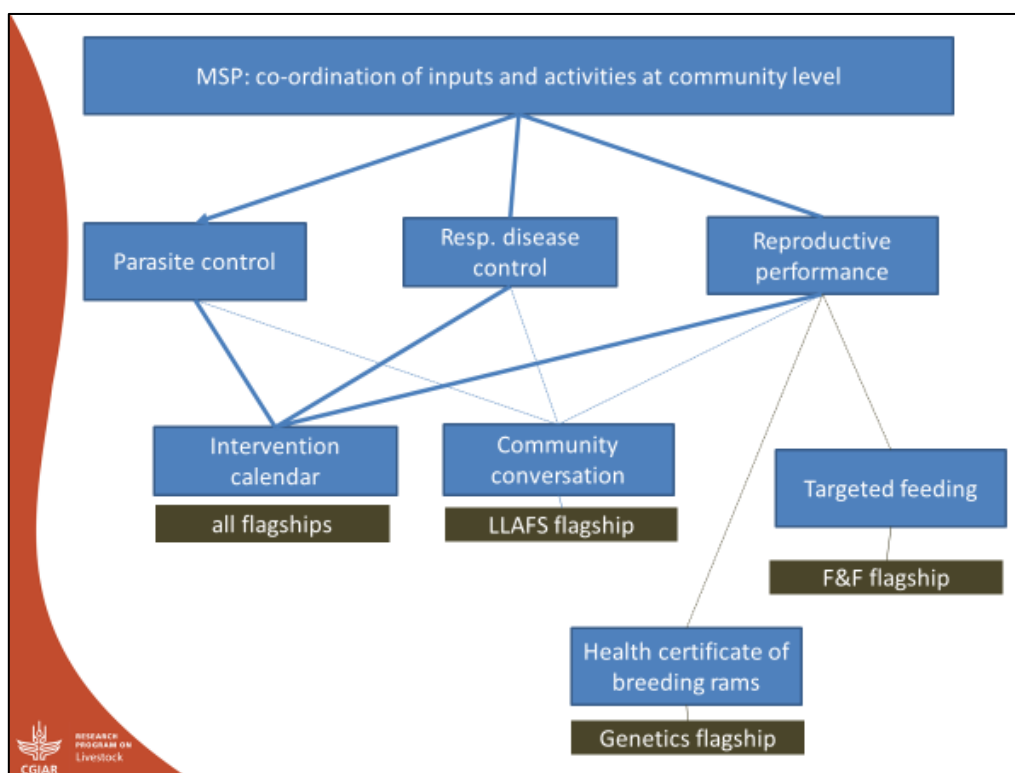 MSP: co-ordination of inputs and activities at community level
Parasite control
Resp. disease
control
Reproductive
performance
Intervention
calendar
Community
conversation
Targeted feeding
all flagships
LLAFS flagship
F&F flagship
Health certificate of
breeding rams
Genetics flagship
RESEARCH
PROGRAM ON
Livestock
CGIAR